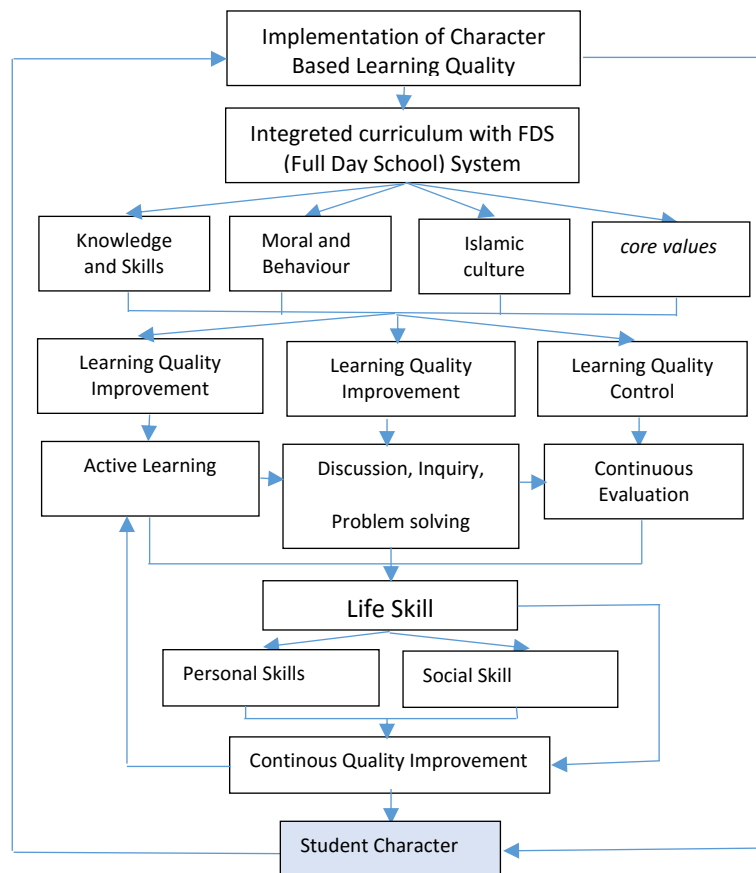 Implementation of Character
Based Learning Quality
Integreted curriculum with FDS
(Full Day School) System
Knowledge
and Skills
Moral and
Behaviour
Islamic
culture
core values
Learning Quality
Improvement
Learning Quality
Improvement
Learning Quality
Control
Active Learning
Discussion, Inquiry,
Problem solving
Continuous
Evaluation
Life Skill
Personal Skills
Social Skill
Continous Quality Improvement
Student Character